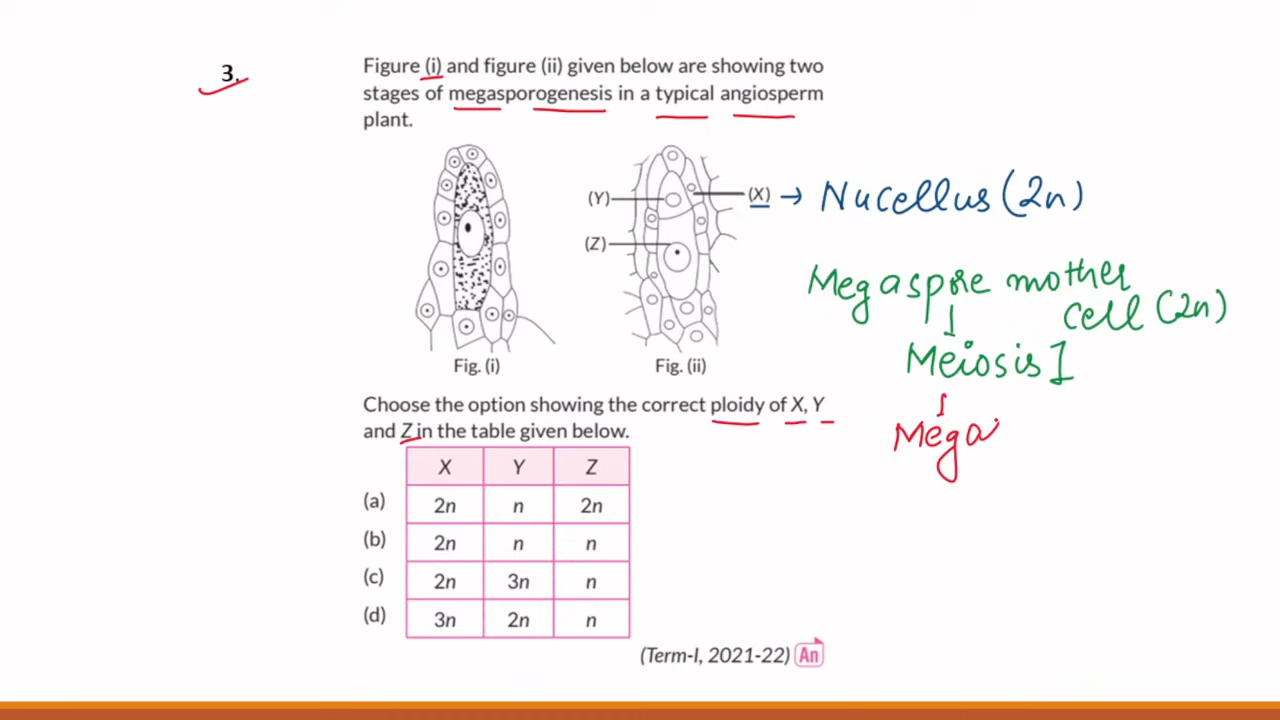 3.
Figure (i) and figure (ii) given below are showing two
stages of megasporogenesis in a typical angiosperm
plant.
(Y)
(X) → Nucellus (2n)
(Z)
Megaspore mother
cell (2n)
Meiosis I
Mega
Fig. (i)
Fig. (ii)
Choose the option showing the correct ploidy of X, Y
and Z in the table given below.
X Y Z
(a) 2n n 2n
(b) 2n n n
(c) 2n 3n n
(d) 3n 2n n
(Term-I, 2021-22) An